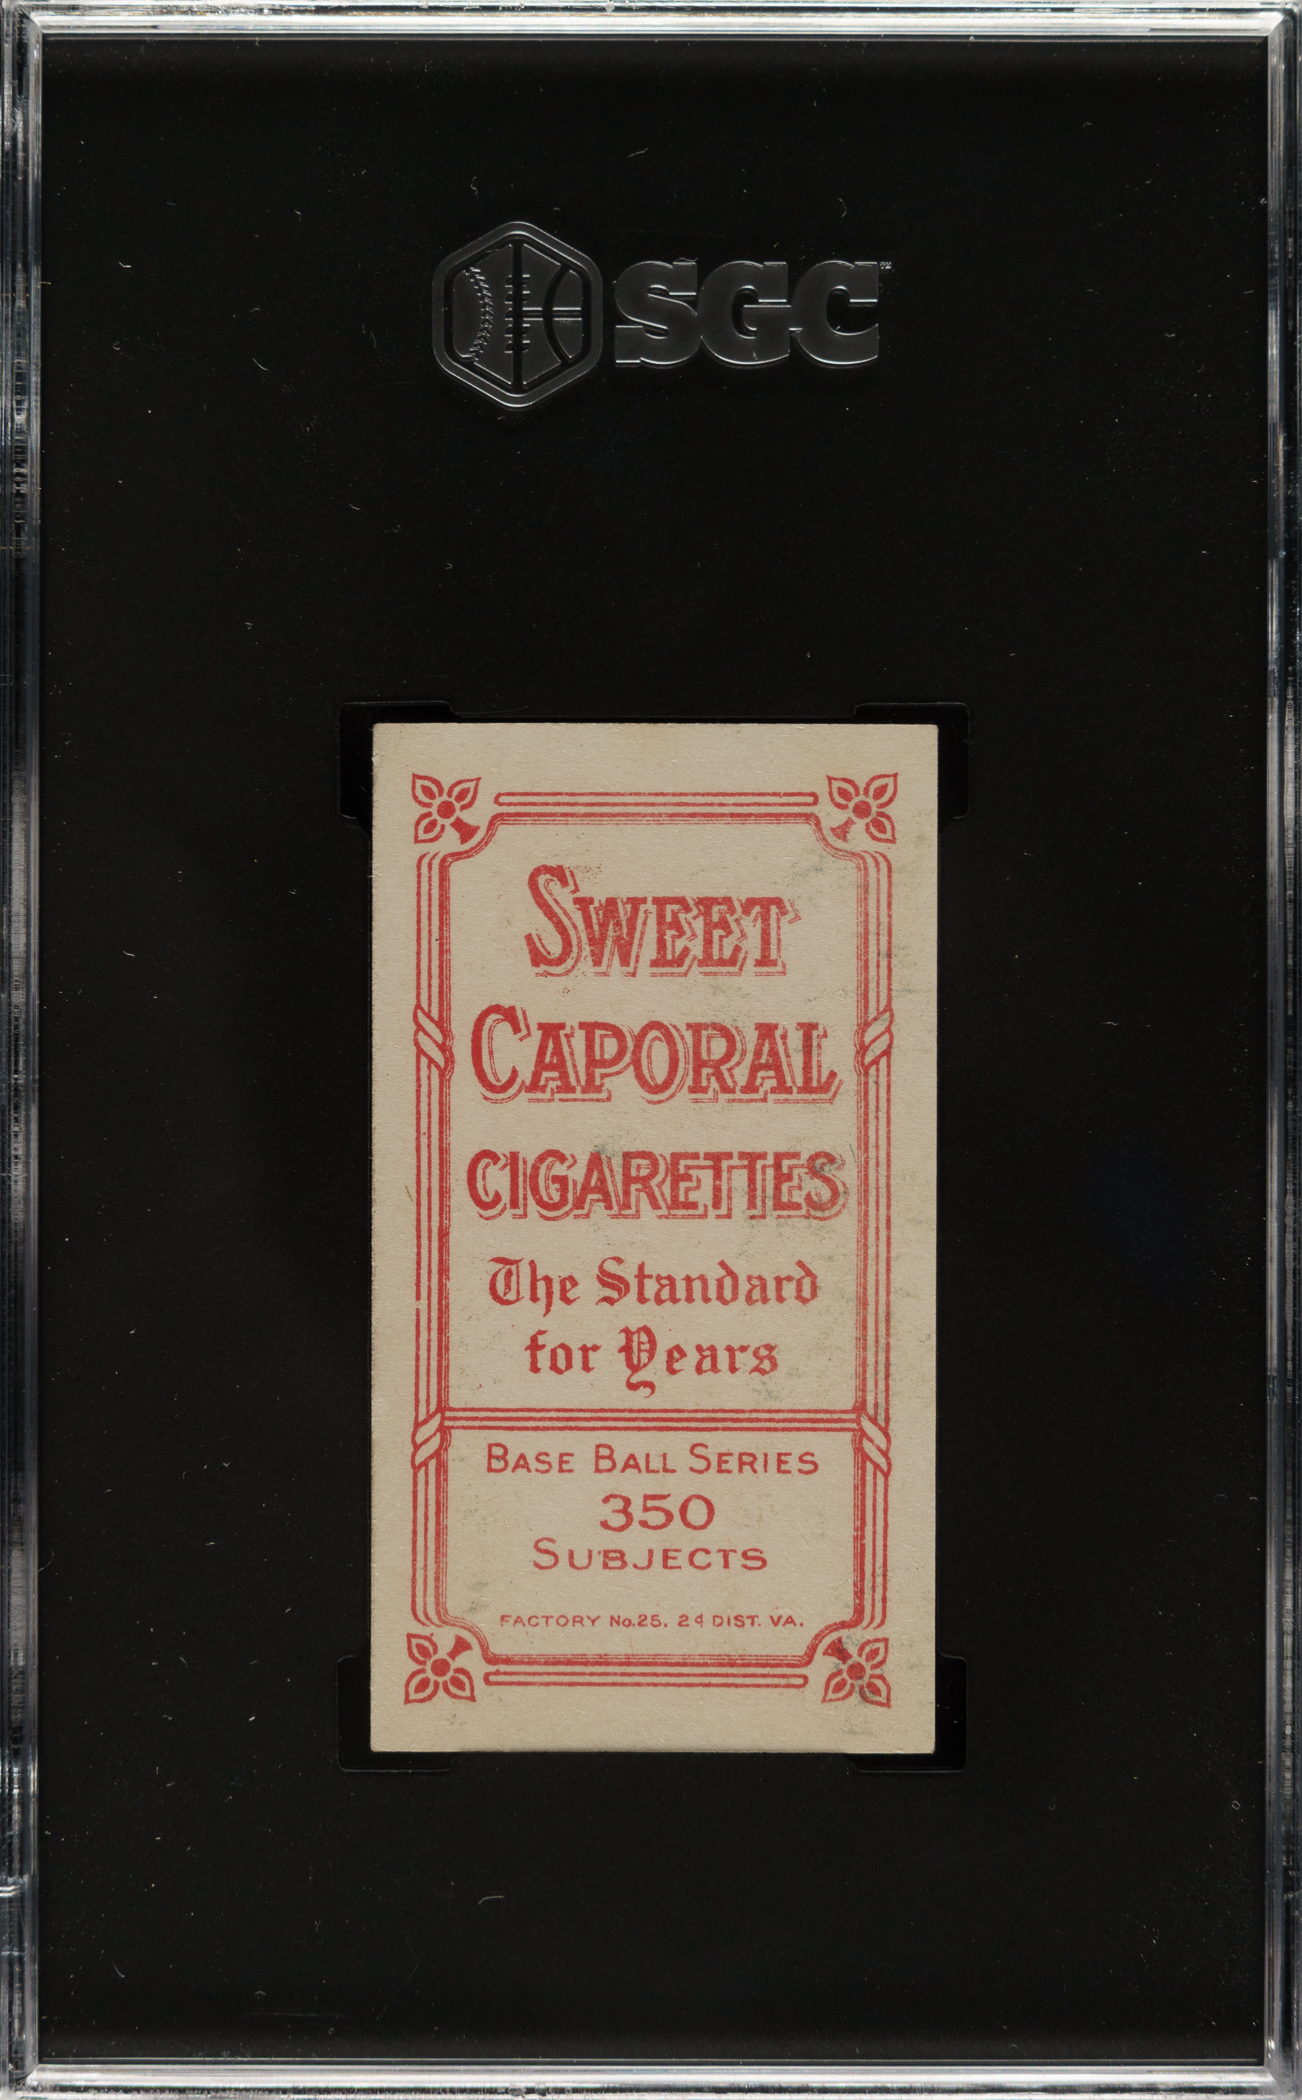 SGC
SWEET
CAPORAL
CIGARETTES
The Standard
for Years
BASE BALL SERIES
350
SUBJECTS
FACTORY No.25, 2d DIST. VA.